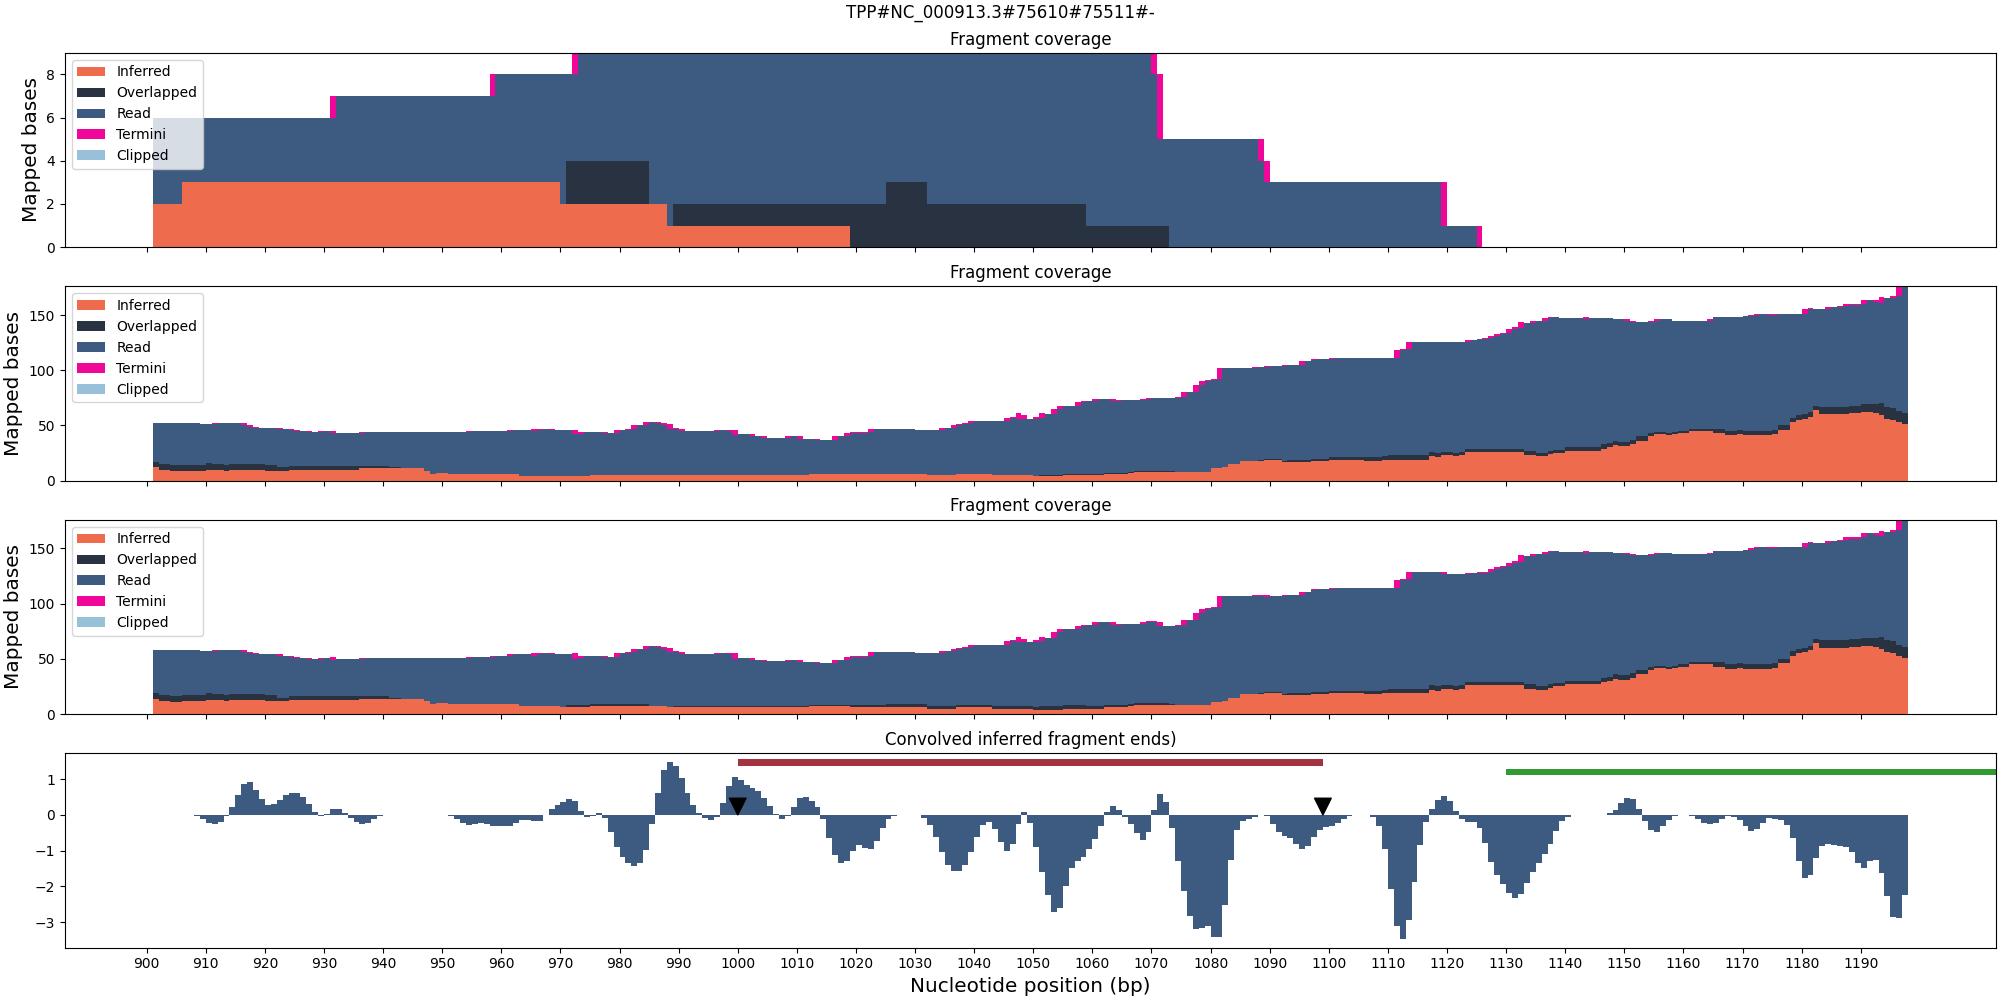 TPP#NC_000913.3#75610#75511#-
Fragment coverage
Mapped bases
8
6
4
2
0
Inferred
Overlapped
Read
Termini
Clipped
Fragment coverage
Mapped bases
150
100
50
0
Inferred
Overlapped
Read
Termini
Clipped
Fragment coverage
Mapped bases
150
100
50
0
Inferred
Overlapped
Read
Termini
Clipped
Convolved inferred fragment ends)
1
0
−1
−2
−3
900 910 920 930 940 950 960 970 980 990 1000 1010 1020 1030 1040 1050 1060 1070 1080 1090 1100 1110 1120 1130 1140 1150 1160 1170 1180 1190
Nucleotide position (bp)